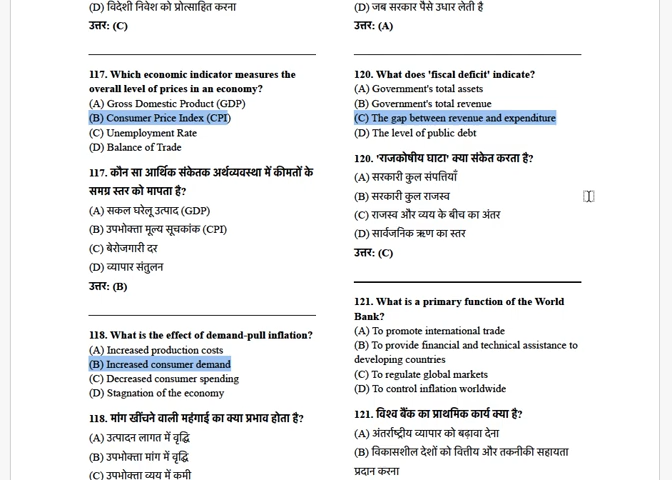 (D) विदेशी निवेश को प्रोत्साहित करना
उत्तर: (C)
117. Which economic indicator measures the
overall level of prices in an economy?
(A) Gross Domestic Product (GDP)
(B) Consumer Price Index (CPI)
(C) Unemployment Rate
(D) Balance of Trade
117. कौन सा आर्थिक संकेतक अर्थव्यवस्था में कीमतों के
समग्र स्तर को मापता है?
(A) सकल घरेलू उत्पाद (GDP)
(B) उपभोक्ता मूल्य सूचकांक (CPI)
(C) बेरोजगारी दर
(D) व्यापार संतुलन
उत्तर: (B)
118. What is the effect of demand-pull inflation?
(A) Increased production costs
(B) Increased consumer demand
(C) Decreased consumer spending
(D) Stagnation of the economy
118. मांग खींचने वाली महंगाई का क्या प्रभाव होता है?
(A) उत्पादन लागत में वृद्धि
(B) उपभोक्ता मांग में वृद्धि
(C) उपभोक्ता व्यय में कमी
(D) जब सरकार पैसे उधार लेती है
उत्तर: (A)
120. What does 'fiscal deficit' indicate?
(A) Government's total assets
(B) Government's total revenue
(C) The gap between revenue and expenditure
(D) The level of public debt
120. 'राजकोषीय घाटा' क्या संकेत करता है?
(A) सरकारी कुल संपत्तियाँ
(B) सरकारी कुल राजस्व
(C) राजस्व और व्यय के बीच का अंतर
(D) सार्वजनिक ऋण का स्तर
उत्तर: (C)
121. What is a primary function of the World
Bank?
(A) To promote international trade
(B) To provide financial and technical assistance to
developing countries
(C) To regulate global markets
(D) To control inflation worldwide
121. विश्व बैंक का प्राथमिक कार्य क्या है?
(A) अंतर्राष्ट्रीय व्यापार को बढ़ावा देना
(B) विकासशील देशों को वित्तीय और तकनीकी सहायता
प्रदान करना